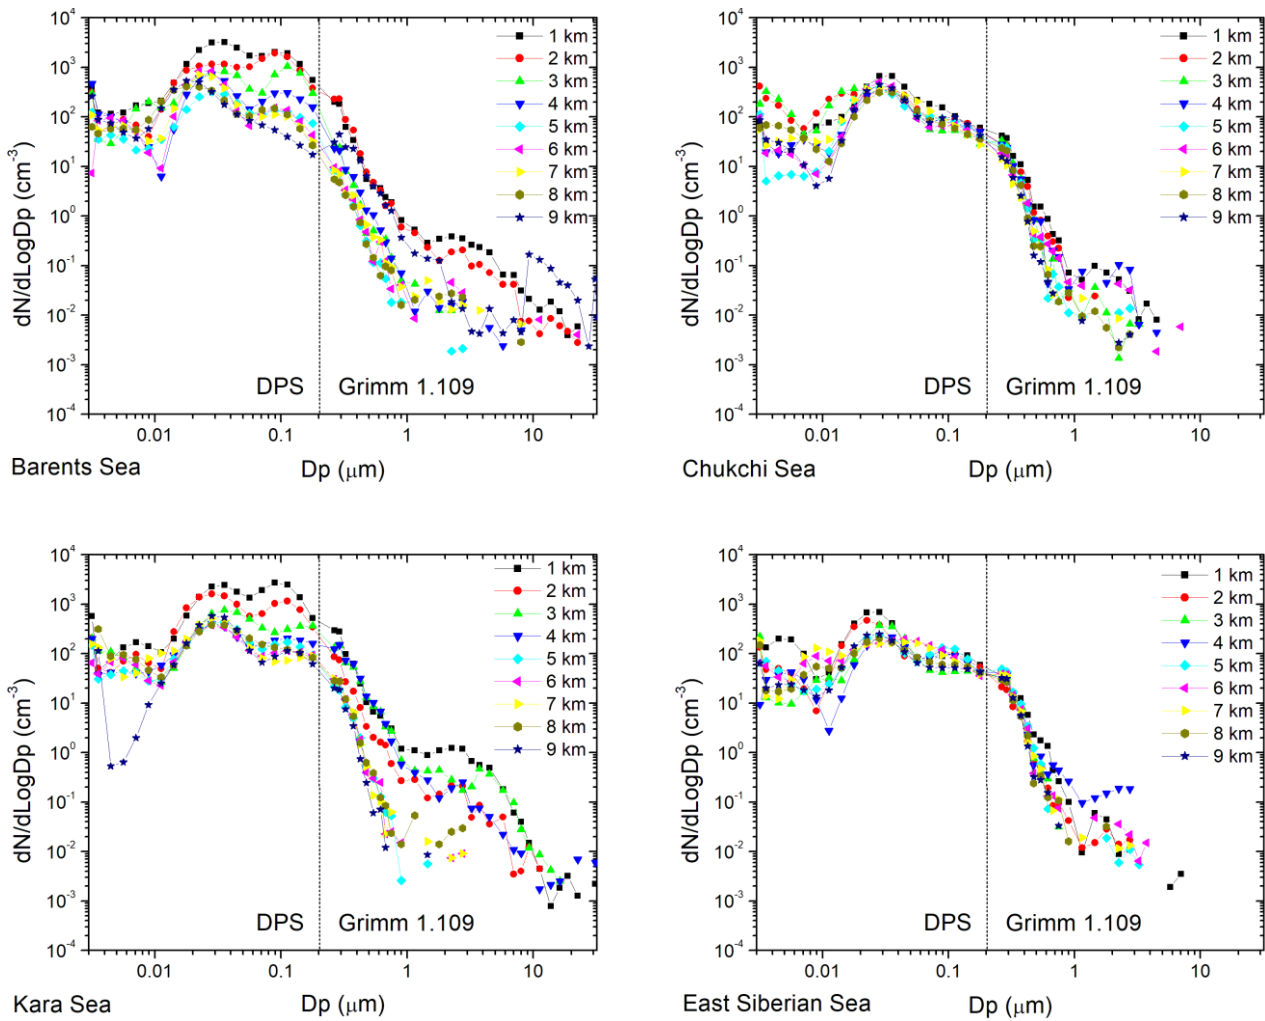 10⁴
10³
10²
10¹
10⁰
10⁻¹
10⁻²
10⁻³
10⁻⁴
dN/dLogDp (cm⁻³)
1 km
2 km
3 km
4 km
5 km
6 km
7 km
8 km
9 km
DPS Grimm 1.109
0.01 0.1 1 10
Barents Sea Dp (μm)
10⁴
10³
10²
10¹
10⁰
10⁻¹
10⁻²
10⁻³
10⁻⁴
dN/dLogDp (cm⁻³)
1 km
2 km
3 km
4 km
5 km
6 km
7 km
8 km
9 km
DPS Grimm 1.109
0.01 0.1 1 10
Chukchi Sea Dp (μm)
10⁴
10³
10²
10¹
10⁰
10⁻¹
10⁻²
10⁻³
10⁻⁴
dN/dLogDp (cm⁻³)
1 km
2 km
3 km
4 km
5 km
6 km
7 km
8 km
9 km
DPS Grimm 1.109
0.01 0.1 1 10
Kara Sea Dp (μm)
10⁴
10³
10²
10¹
10⁰
10⁻¹
10⁻²
10⁻³
10⁻⁴
dN/dLogDp (cm⁻³)
1 km
2 km
3 km
4 km
5 km
6 km
7 km
8 km
9 km
DPS Grimm 1.109
0.01 0.1 1 10
East Siberian Sea Dp (μm)